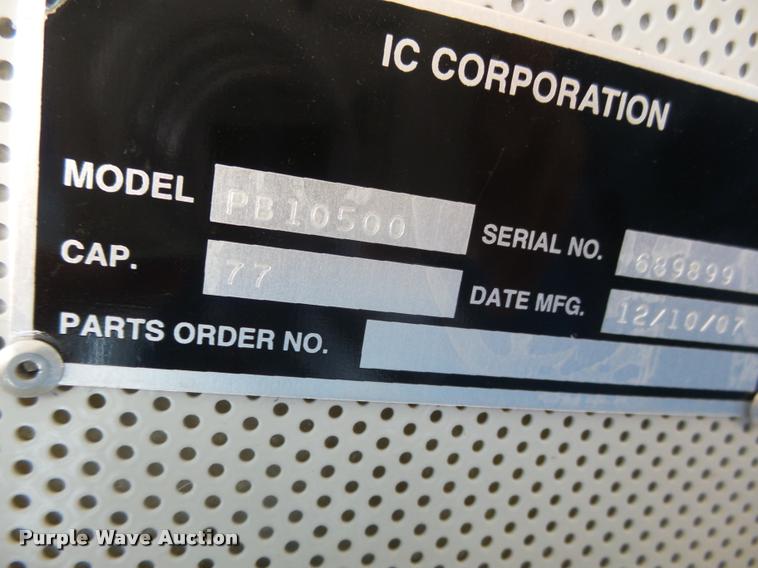 IC CORPORATION
MODEL PB10500 SERIAL NO. 689899
CAP. 77 DATE MFG. 12/10/07
PARTS ORDER NO.
Purple Wave Auction